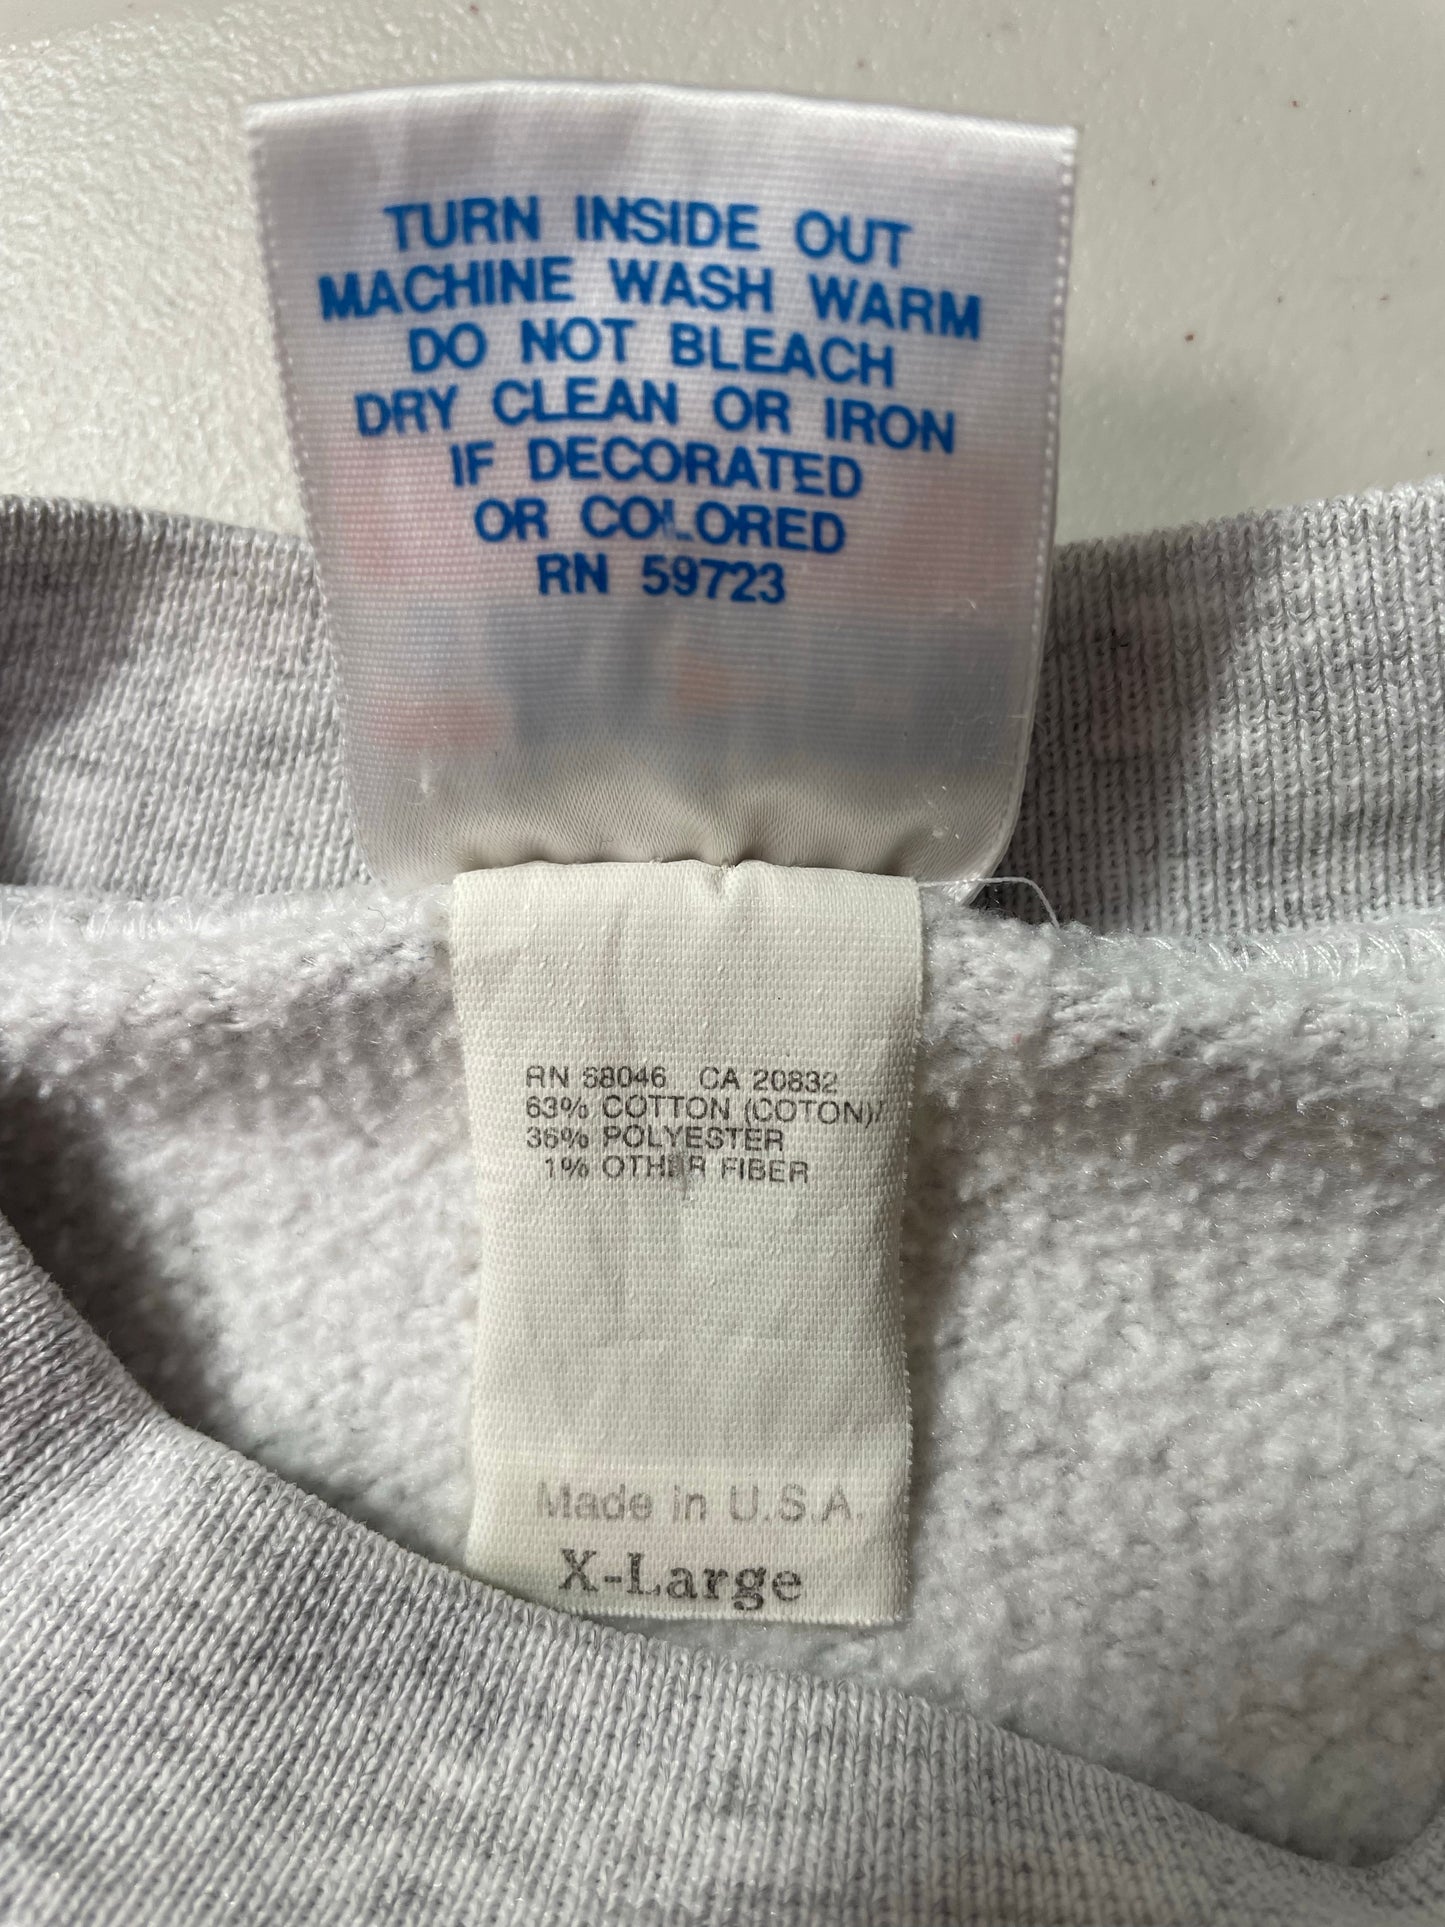 TURN INSIDE OUT
MACHINE WASH WARM
DO NOT BLEACH
DRY CLEAN OR IRON
IF DECORATED
OR COLORED
RN 59723
RN 68046 CA 20832
63% COTTON (COTON)/
36% POLYESTER
1% OTHER FIBER
Made in U.S.A.
X-Large